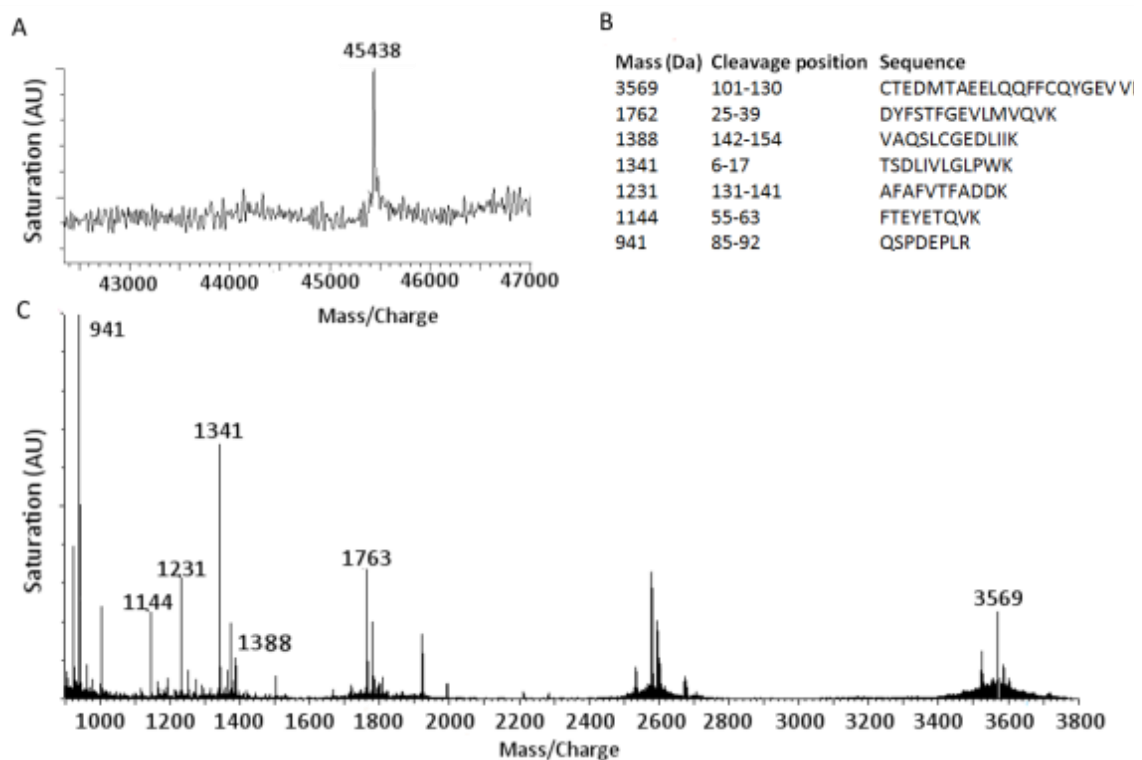 A
45438
Saturation (AU)
43000 44000 45000 46000 47000
Mass/Charge
B
Mass (Da) Cleavage position Sequence
3569 101-130 CTEDMTAEELQQFFCQYGEVV
1762 25-39 DYFSTFGEVLMVQVK
1388 142-154 VAQSLCGEDLIIK
1341 6-17 TSDLIVLGLPWK
1231 131-141 AFAFVTFADDK
1144 55-63 FTEYETQVK
941 85-92 QSPDEPLR
C
941
1341
1231
1144
1388
1763
3569
Saturation (AU)
1000 1200 1400 1600 1800 2000 2200 2400 2600 2800 3000 3200 3400 3600 3800
Mass/Charge